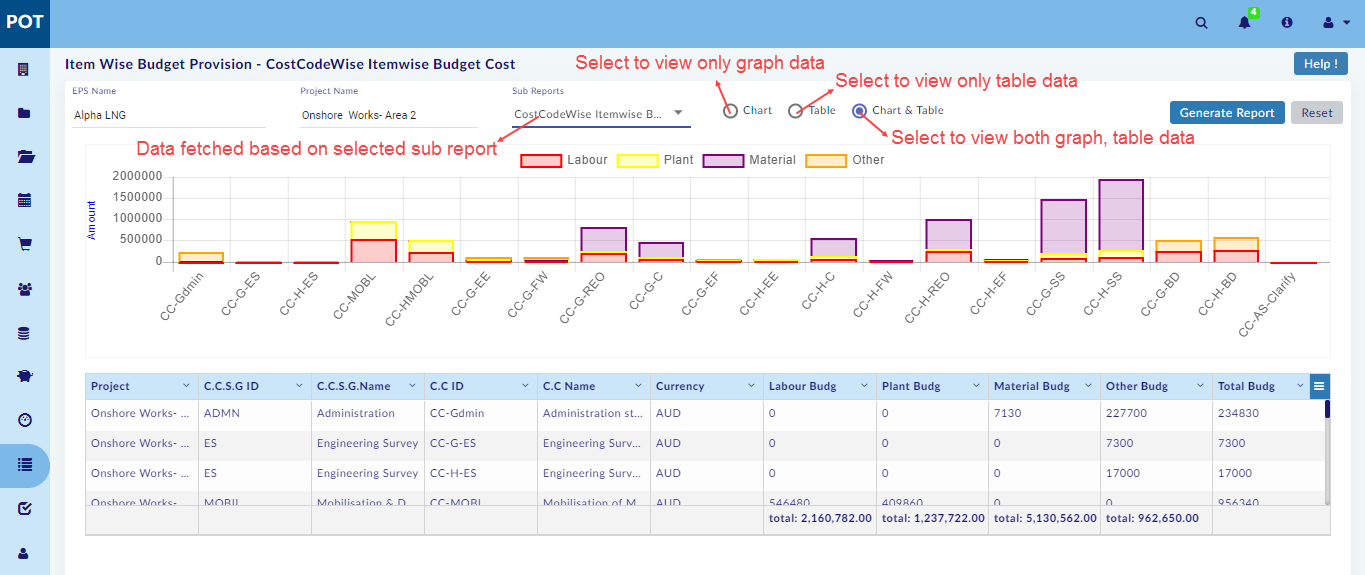 POT
4
Item Wise Budget Provision - CostCodeWise Itemwise Budget Cost
Help !
Select to view only graph data
Select to view only table data
EPS Name
Project Name
Sub Reports
Alpha LNG
Onshore Works- Area 2
CostCodeWise Itemwise B...
Chart
Table
Chart & Table
Generate Report
Reset
Data fetched based on selected sub report
Select to view both graph, table data
Labour Plant Material Other
Amount
2000000
1500000
1000000
500000
0
CC-Gdmin
CC-G-ES
CC-H-ES
CC-MOBL
CC-HMOBL
CC-G-EE
CC-G-FW
CC-G-REO
CC-G-C
CC-G-EF
CC-H-EE
CC-H-C
CC-H-FW
CC-H-REO
CC-H-EF
CC-G-SS
CC-H-SS
CC-G-BD
CC-H-BD
CC-AS-Clarify
Project C.C.S.G ID C.C.S.G.Name C.C ID C.C Name Currency Labour Budg Plant Budg Material Budg Other Budg Total Budg
Onshore Works- ... ADMN Administration CC-Gdmin Administration st... AUD 0 0 7130 227700 234830
Onshore Works- ... ES Engineering Survey CC-G-ES Engineering Surv... AUD 0 0 0 7300 7300
Onshore Works- ... ES Engineering Survey CC-H-ES Engineering Surv... AUD 0 0 0 17000 17000
Onshore Works- ... MOBIL Mobilisation & D... CC-MOBL Mobilisation of M... AUD 546480 409860 0 0 956340
total: 2,160,782.00 total: 1,237,722.00 total: 5,130,562.00 total: 962,650.00